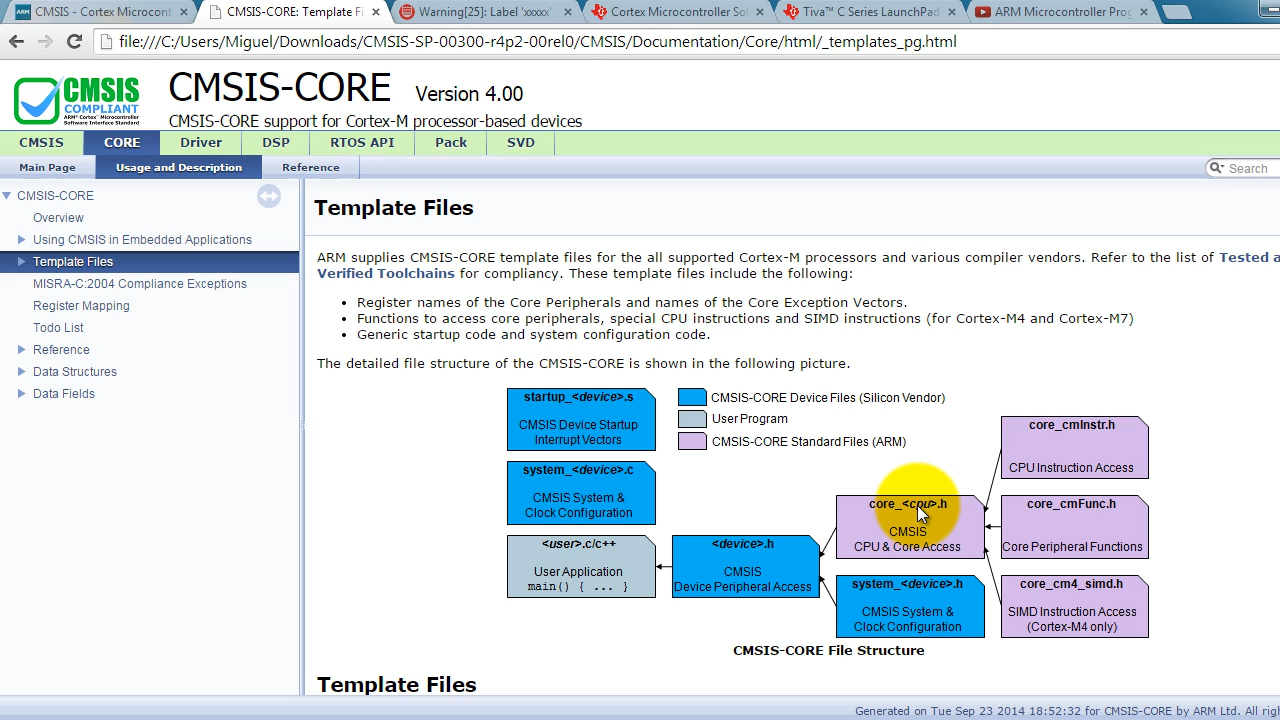 CMSIS - Cortex Microcont
CMSIS-CORE: Template Fi
Warning[25]: Label 'xxxx'
Cortex Microcontroller So
Tiva™ C Series LaunchPad
ARM Microcontroller Prog
file:///C:/Users/Miguel/Downloads/CMSIS-SP-00300-r4p2-00rel0/CMSIS/Documentation/Core/html/_templates_pg.html
CMSIS
COMPLIANT
ARM® Cortex™ Microcontroller
Software Interface Standard
CMSIS-CORE Version 4.00
CMSIS-CORE support for Cortex-M processor-based devices
CMSIS CORE Driver DSP RTOS API Pack SVD
Main Page Usage and Description Reference
Search
CMSIS-CORE
Overview
Using CMSIS in Embedded Applications
Template Files
MISRA-C:2004 Compliance Exceptions
Register Mapping
Todo List
Reference
Data Structures
Data Fields
Template Files
ARM supplies CMSIS-CORE template files for the all supported Cortex-M processors and various compiler vendors. Refer to the list of Tested a
Verified Toolchains for compliancy. These template files include the following:
• Register names of the Core Peripherals and names of the Core Exception Vectors.
• Functions to access core peripherals, special CPU instructions and SIMD instructions (for Cortex-M4 and Cortex-M7)
• Generic startup code and system configuration code.
The detailed file structure of the CMSIS-CORE is shown in the following picture.
startup_<device>.s
CMSIS Device Startup
Interrupt Vectors
CMSIS-CORE Device Files (Silicon Vendor)
User Program
CMSIS-CORE Standard Files (ARM)
core_cmInstr.h
CPU Instruction Access
system_<device>.c
CMSIS System &
Clock Configuration
core_<cpu>.h
CMSIS
CPU & Core Access
core_cmFunc.h
Core Peripheral Functions
<user>.c/c++
User Application
main() { ... }
<device>.h
CMSIS
Device Peripheral Access
system_<device>.h
CMSIS System &
Clock Configuration
core_cm4_simd.h
SIMD Instruction Access
(Cortex-M4 only)
CMSIS-CORE File Structure
Template Files
Generated on Tue Sep 23 2014 18:52:32 for CMSIS-CORE by ARM Ltd. All rig